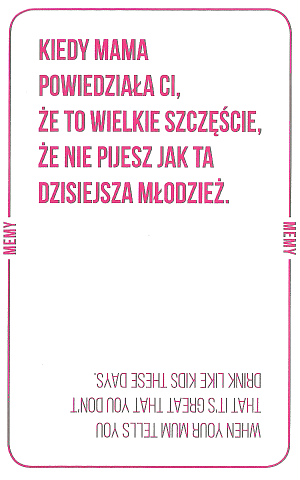 KIEDY MAMA
POWIEDZIAŁA CI,
ŻE TO WIELKIE SZCZĘŚCIE,
ŻE NIE PIJESZ JAK TA
DZISIEJSZA MŁODZIEŻ.
MEMY
MEMY
WHEN YOUR MUM TELLS YOU
THAT IT'S GREAT THAT YOU DON'T
DRINK LIKE KIDS THESE DAYS.